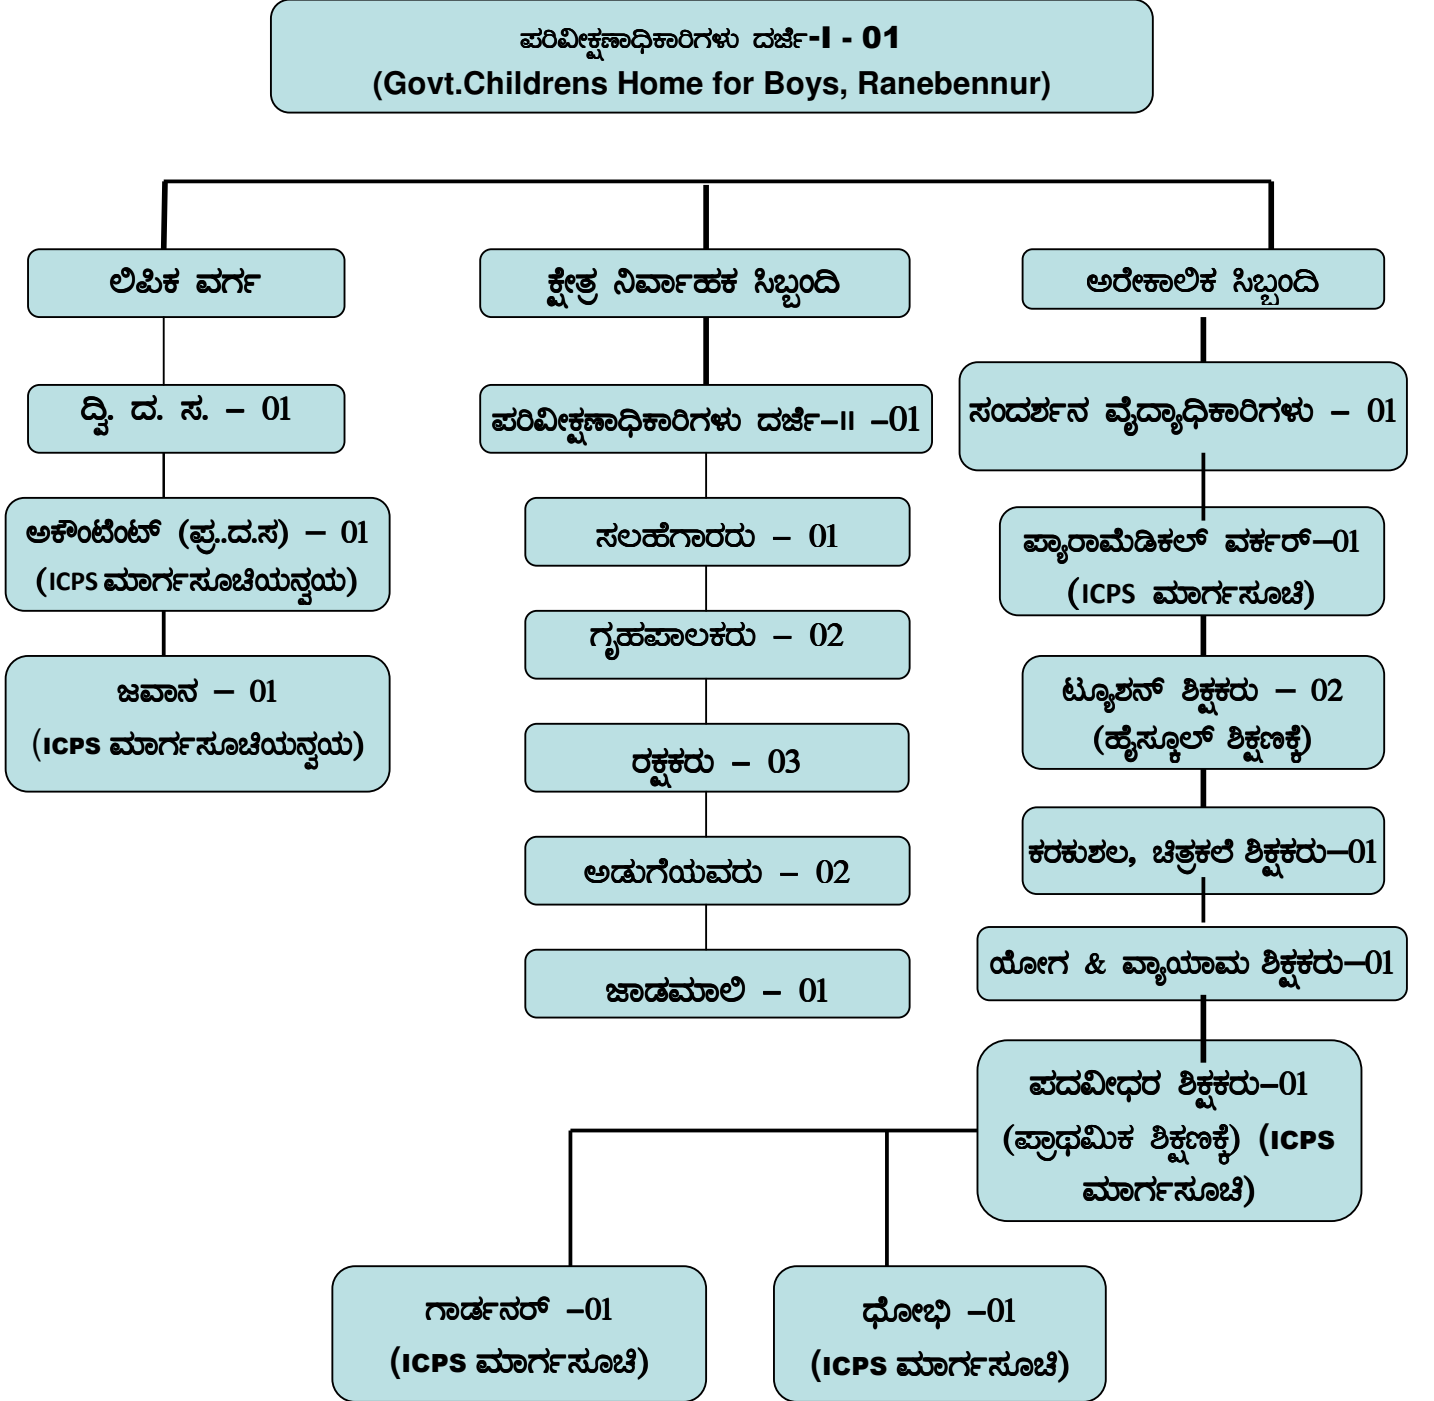 ಪರಿವೀಕ್ಷಣಾಧಿಕಾರಿಗಳು ದರ್ಜೆ-I - 01
(Govt.Childrens Home for Boys, Ranebennur)
ಲಿಪಿಕ ವರ್ಗ
ದ್ವಿ. ದ. ಸ. – 01
ಅಕೌಂಟೆಂಟ್ (ಪ್ರ..ದ.ಸ) – 01
(ICPS ಮಾರ್ಗಸೂಚಿಯನ್ವಯ)
ಜವಾನ – 01
(ICPS ಮಾರ್ಗಸೂಚಿಯನ್ವಯ)
ಕ್ಷೇತ್ರ ನಿರ್ವಾಹಕ ಸಿಬ್ಬಂದಿ
ಪರಿವೀಕ್ಷಣಾಧಿಕಾರಿಗಳು ದರ್ಜೆ–II –01
ಸಲಹೆಗಾರರು – 01
ಗೃಹಪಾಲಕರು – 02
ರಕ್ಷಕರು – 03
ಅಡುಗೆಯವರು – 02
ಜಾಡಮಾಲಿ – 01
ಅರೇಕಾಲಿಕ ಸಿಬ್ಬಂದಿ
ಸಂದರ್ಶನ ವೈದ್ಯಾಧಿಕಾರಿಗಳು – 01
ಪ್ಯಾರಾಮೆಡಿಕಲ್ ವರ್ಕರ್–01
(ICPS ಮಾರ್ಗಸೂಚಿ)
ಟ್ಯೂಶನ್ ಶಿಕ್ಷಕರು – 02
(ಹೈಸ್ಕೂಲ್ ಶಿಕ್ಷಣಕ್ಕೆ)
ಕರಕುಶಲ, ಚಿತ್ರಕಲೆ ಶಿಕ್ಷಕರು–01
ಯೋಗ & ವ್ಯಾಯಾಮ ಶಿಕ್ಷಕರು–01
ಪದವೀಧರ ಶಿಕ್ಷಕರು–01
(ಪ್ರಾಥಮಿಕ ಶಿಕ್ಷಣಕ್ಕೆ) (ICPS
ಮಾರ್ಗಸೂಚಿ)
ಗಾರ್ಡನರ್ –01
(ICPS ಮಾರ್ಗಸೂಚಿ)
ಧೋಭಿ –01
(ICPS ಮಾರ್ಗಸೂಚಿ)